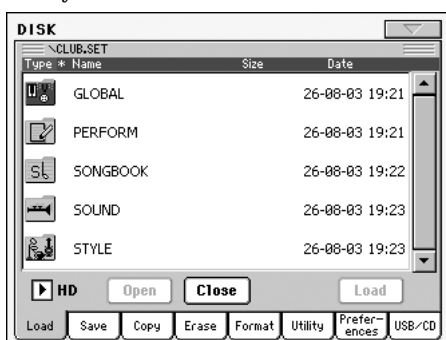 DISK
\CLUB.SET
Type * Name Size Date
GLOBAL 26-08-03 19:21
PERFORM 26-08-03 19:21
SL SONGBOOK 26-08-03 19:22
SOUND 26-08-03 19:23
STYLE 26-08-03 19:23
HD Open Close Load
Load Save Copy Erase Format Utility Prefer-ences USB/CD